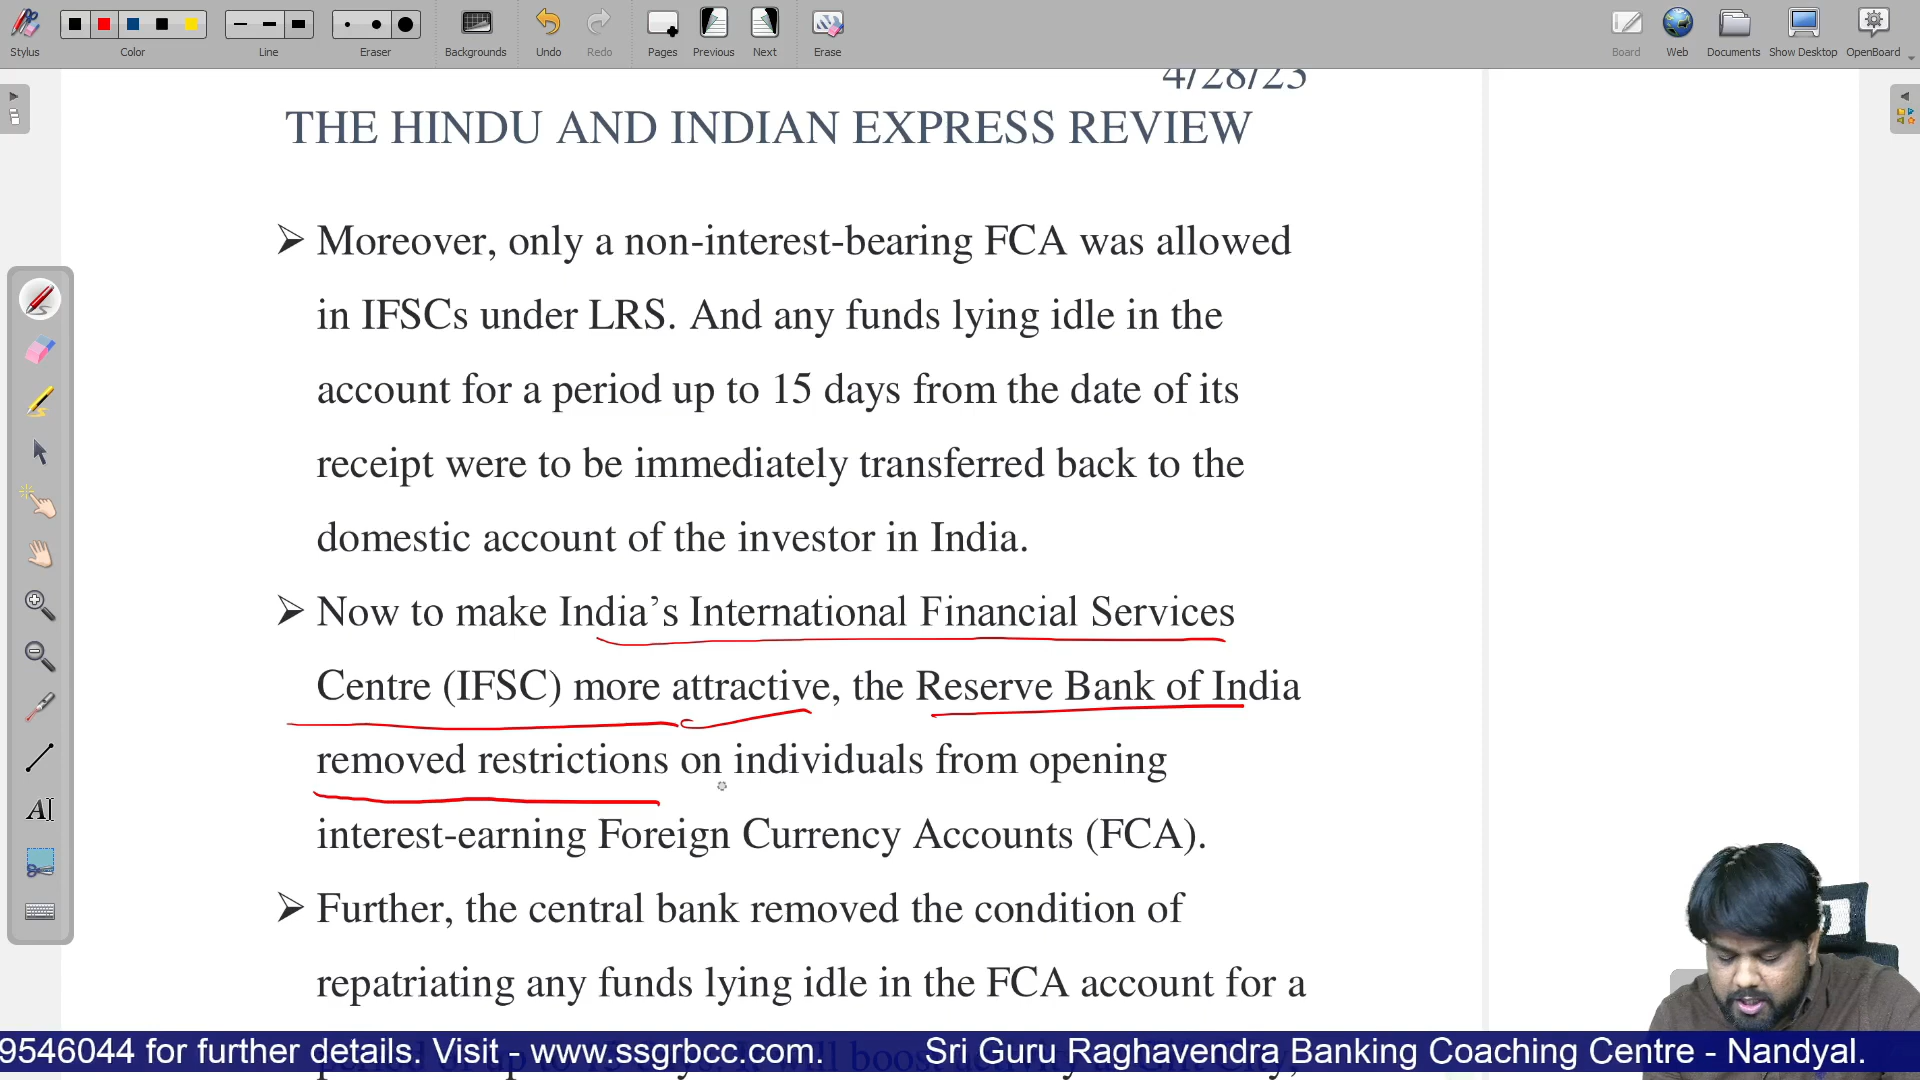 Stylus Color Line Eraser Backgrounds Undo Redo Pages Previous Next Erase Board Web Documents Show Desktop OpenBoard
4/28/23
THE HINDU AND INDIAN EXPRESS REVIEW
➢ Moreover, only a non-interest-bearing FCA was allowed
in IFSCs under LRS. And any funds lying idle in the
account for a period up to 15 days from the date of its
receipt were to be immediately transferred back to the
domestic account of the investor in India.
➢ Now to make India’s International Financial Services
Centre (IFSC) more attractive, the Reserve Bank of India
removed restrictions on individuals from opening
interest-earning Foreign Currency Accounts (FCA).
➢ Further, the central bank removed the condition of
repatriating any funds lying idle in the FCA account for a
9546044 for further details. Visit - www.ssgrbcc.com. Sri Guru Raghavendra Banking Coaching Centre - Nandyal.